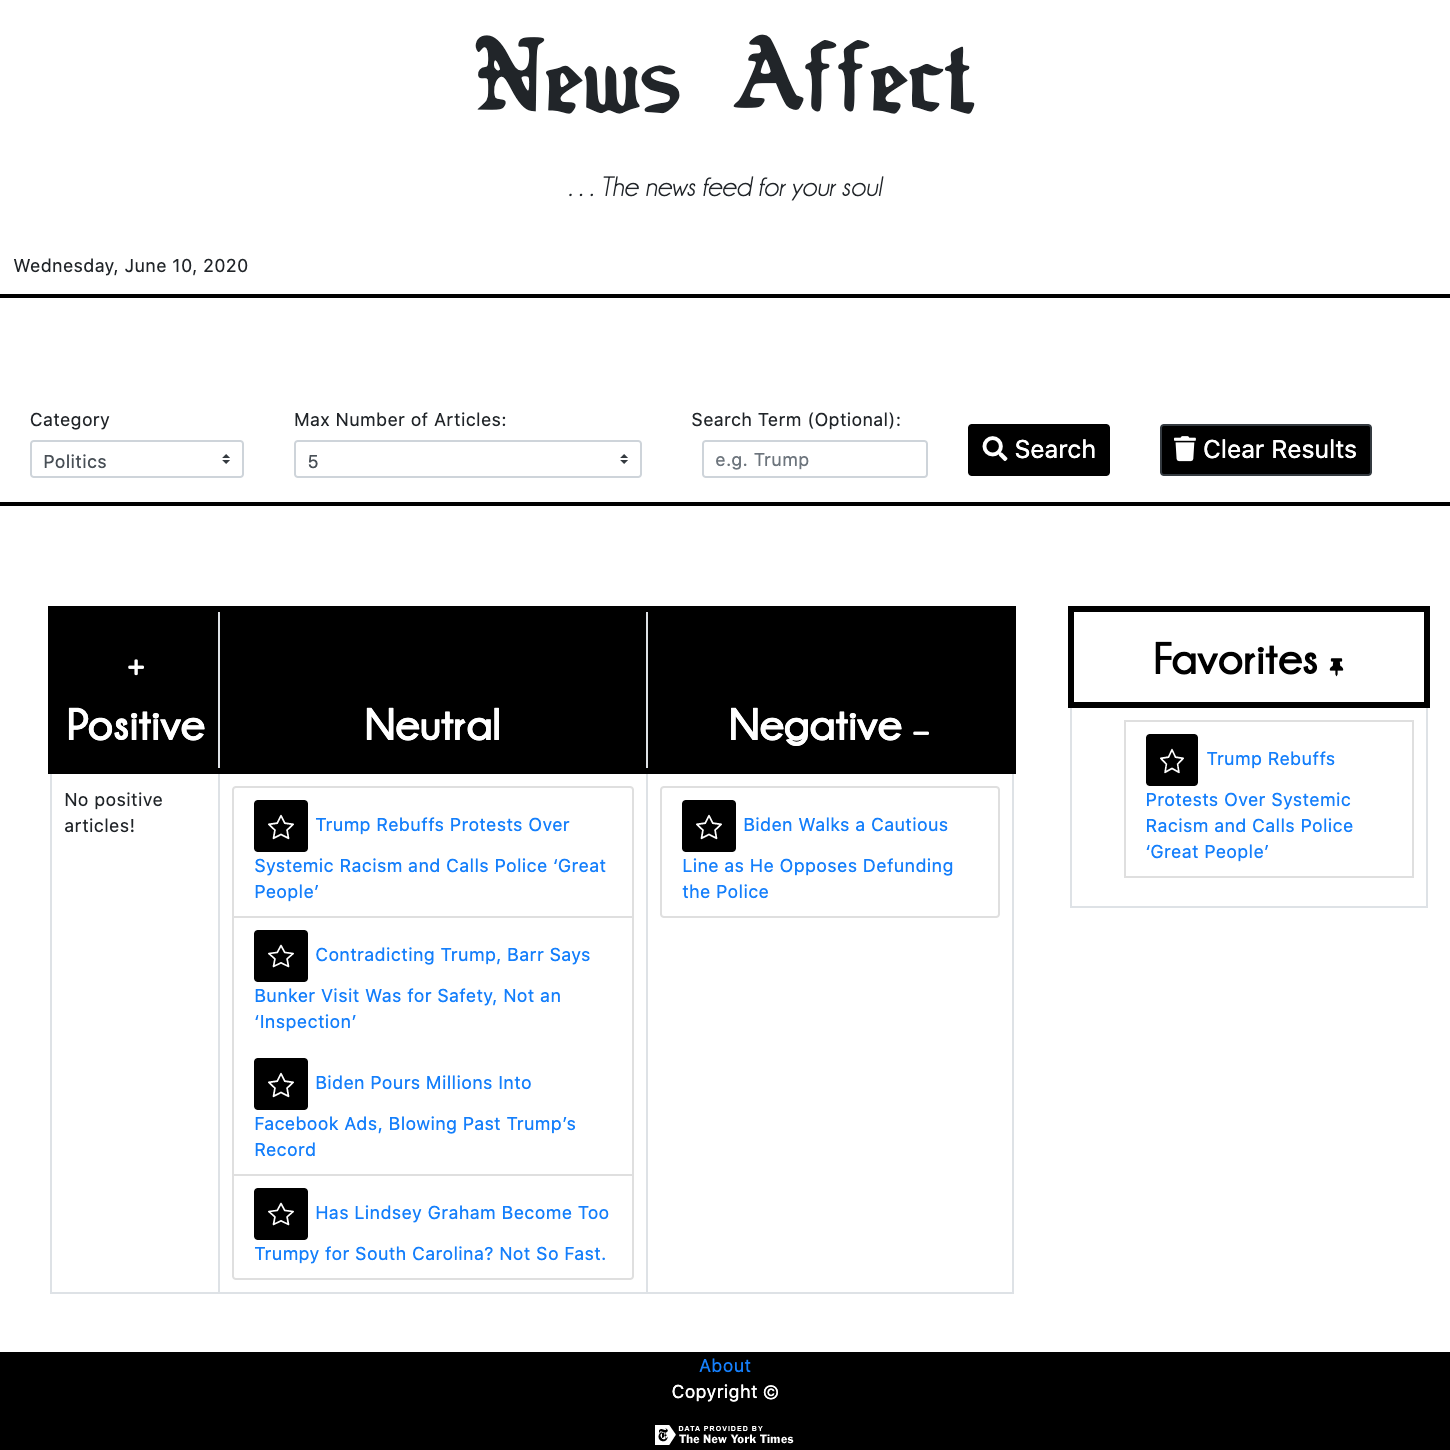 News Affect
. . . The news feed for your soul
Wednesday, June 10, 2020
Category
Max Number of Articles:
Search Term (Optional):
Politics
5
e.g. Trump
Search
Clear Results
+
Positive
Neutral
Negative –
Favorites
No positive
articles!
Trump Rebuffs Protests Over
Systemic Racism and Calls Police ‘Great
People’
Contradicting Trump, Barr Says
Bunker Visit Was for Safety, Not an
‘Inspection’
Biden Pours Millions Into
Facebook Ads, Blowing Past Trump’s
Record
Has Lindsey Graham Become Too
Trumpy for South Carolina? Not So Fast.
Biden Walks a Cautious
Line as He Opposes Defunding
the Police
Trump Rebuffs
Protests Over Systemic
Racism and Calls Police
‘Great People’
About
Copyright ©
DATA PROVIDED BY
The New York Times